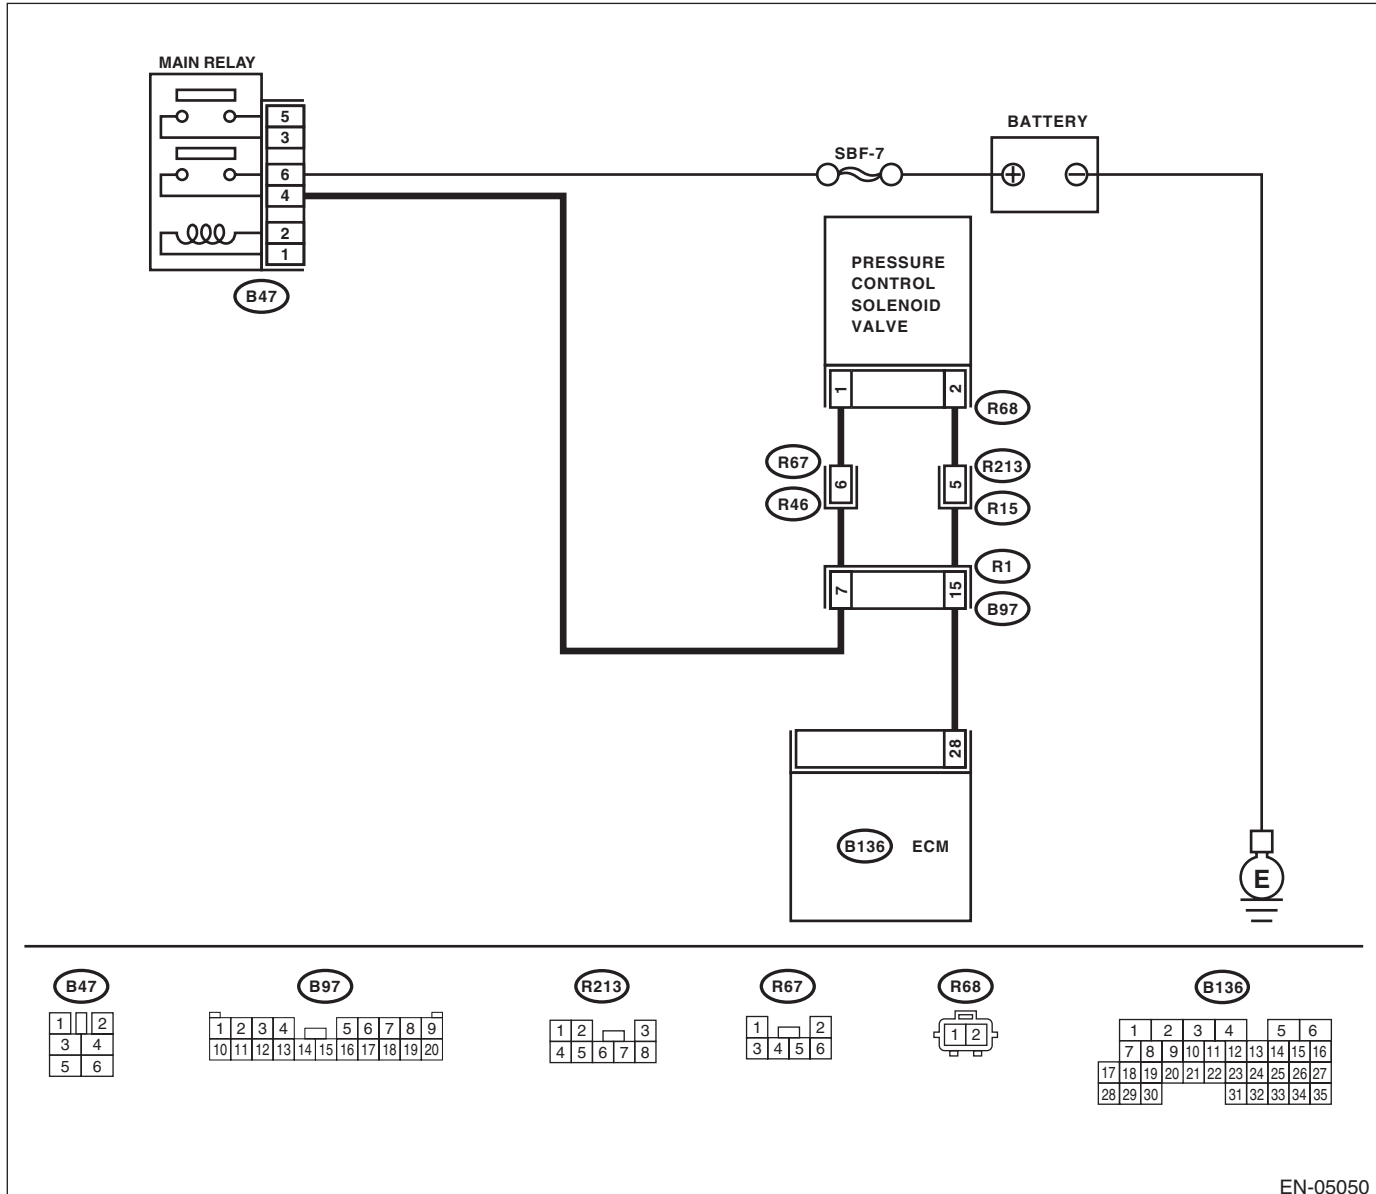 MAIN RELAY
5
3
6
4
2
1
B47
SBF-7
BATTERY
+ −
PRESSURE
CONTROL
SOLENOID
VALVE
1 2
R68
R67 R213
6 5
R46 R15
R1
7 15
B97
28
B136 ECM
E
B47
1 2
3 4
5 6
B97
1 2 3 4 5 6 7 8 9
10 11 12 13 14 15 16 17 18 19 20
R213
1 2 3
4 5 6 7 8
R67
1 2
3 4 5 6
R68
1 2
B136
1 2 3 4 5 6
7 8 9 10 11 12 13 14 15 16
17 18 19 20 21 22 23 24 25 26 27
28 29 30 31 32 33 34 35
EN-05050